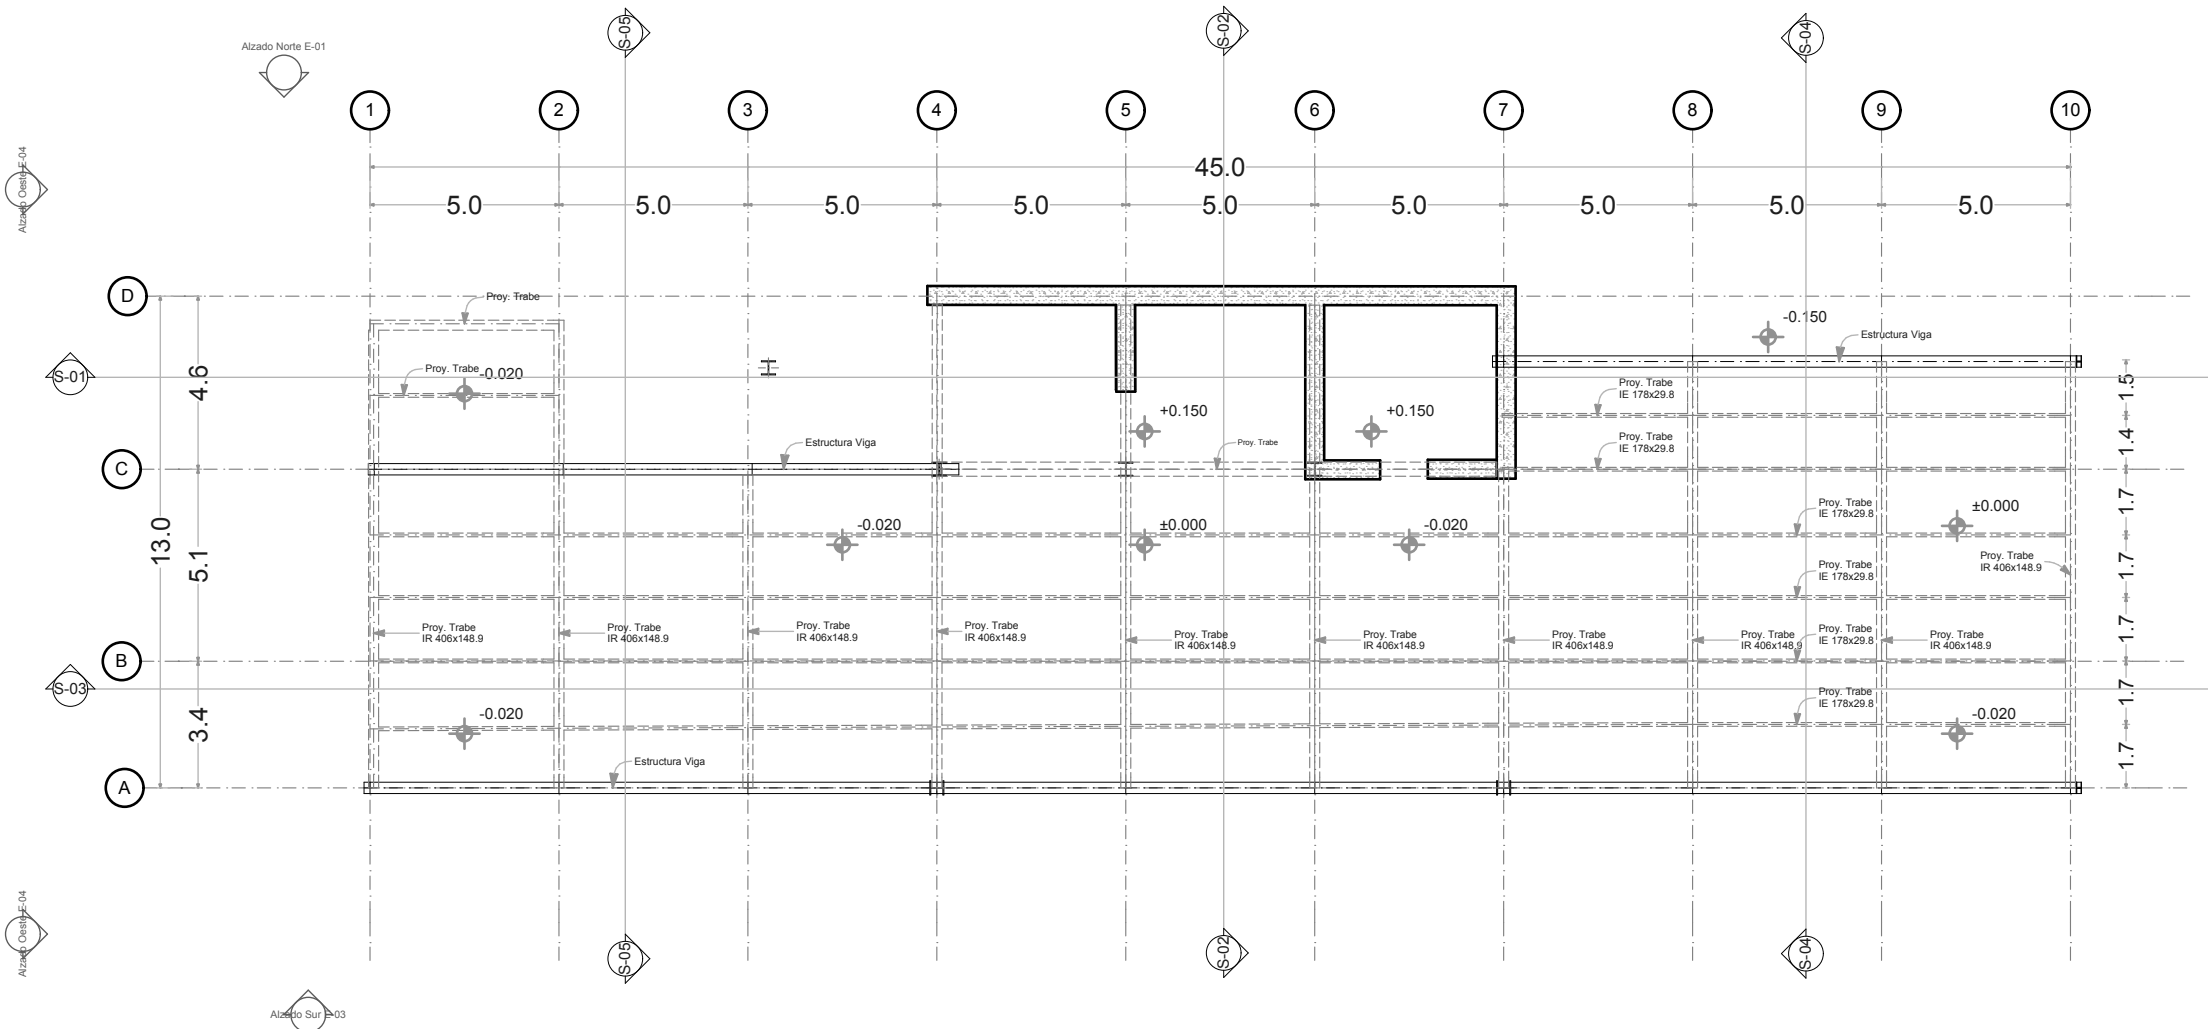 S-05
S-02
S-04
Alzado Norte E-01
1
2
3
4
5
6
7
8
9
10
Alzado Oeste E-04
45.0
5.0
5.0
5.0
5.0
5.0
5.0
5.0
5.0
5.0
D
Proy. Trabe
-0.150
Estructura Viga
S-01
4.6
Proy. Trabe
-0.020
Proy. Trabe
IE 178x29.8
1.5
+0.150
+0.150
Estructura Viga
Proy. Trabe
Proy. Trabe
IE 178x29.8
1.4
C
13.0
5.1
-0.020
±0.000
-0.020
Proy. Trabe
IE 178x29.8
±0.000
1.7
Proy. Trabe
IE 178x29.8
Proy. Trabe
IR 406x148.9
1.7
Proy. Trabe
IR 406x148.9
Proy. Trabe
IR 406x148.9
Proy. Trabe
IR 406x148.9
Proy. Trabe
IR 406x148.9
Proy. Trabe
IR 406x148.9
Proy. Trabe
IR 406x148.9
Proy. Trabe
IR 406x148.9
Proy. Trabe
IR 406x148.9
Proy. Trabe
IE 178x29.8
Proy. Trabe
IR 406x148.9
1.7
B
S-03
3.4
-0.020
Proy. Trabe
IE 178x29.8
-0.020
1.7
Estructura Viga
1.7
A
Alzado Oeste E-04
S-05
S-02
S-04
Alzado Sur E-03